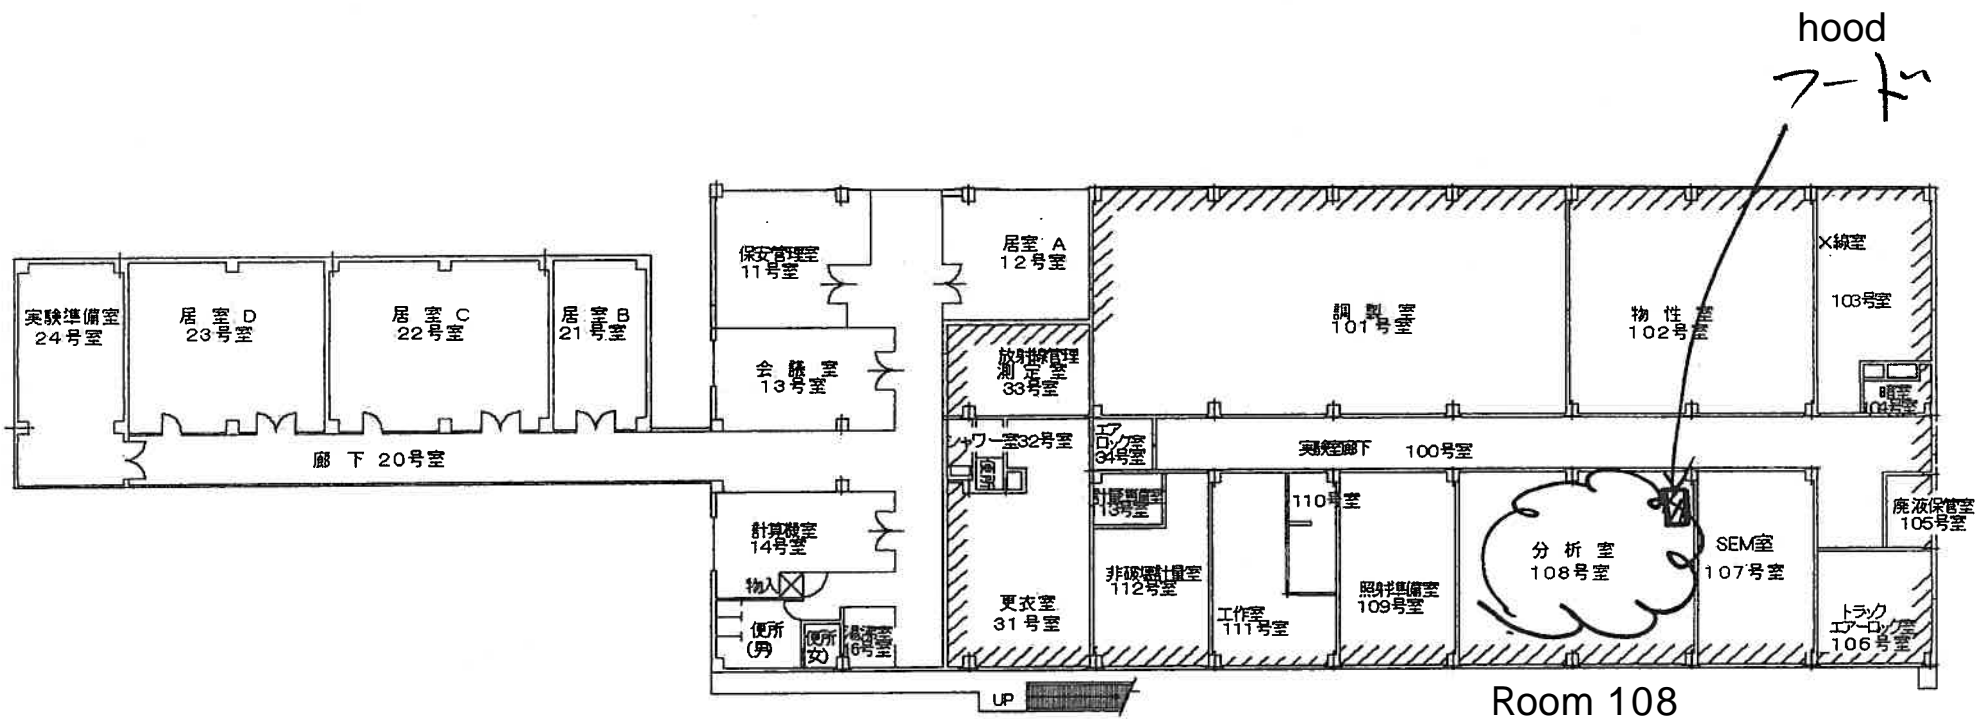 hood
フード
保安管理室
11号室
居室 A
12号室
調製室
101号室
物性室
102号室
X線室
103号室
暗室
104号室
実験準備室
24号室
居室 D
23号室
居室 C
22号室
居室 B
21号室
会議室
13号室
放射線管理
測定室
33号室
廊下 20号室
シャワー室32号室
便所
エア
ロック室
34号室
実験室廊下 100号室
計算機室
14号室
物入
便所
(男)
便所
女)
湯沸室
更衣室
31号室
非破壊計量室
112号室
工作室
111号室
110号室
照射準備室
109号室
分析室
108号室
SEM室
107号室
廃液保管室
105号室
トラック
エアーロック室
106号室
UP
Room 108